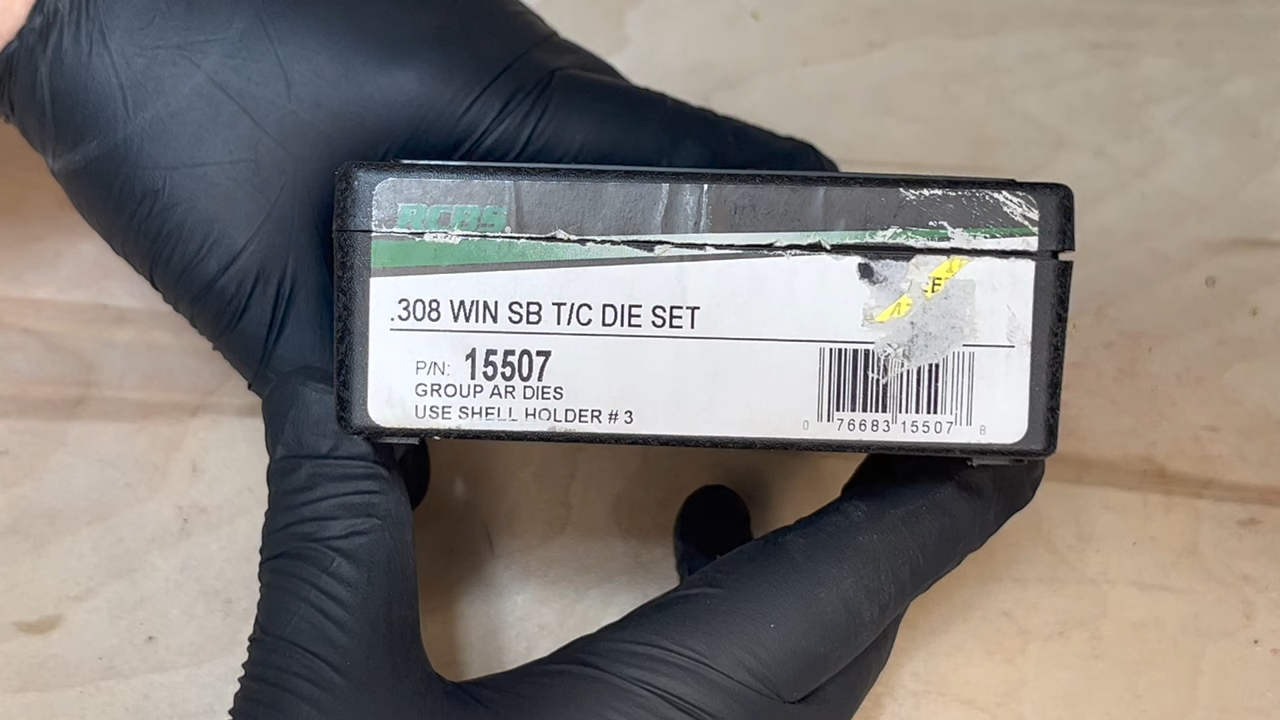 RCBS
.308 WIN SB T/C DIE SET
P/N: 15507
GROUP AR DIES
USE SHELL HOLDER # 3
0 76683 15507 8